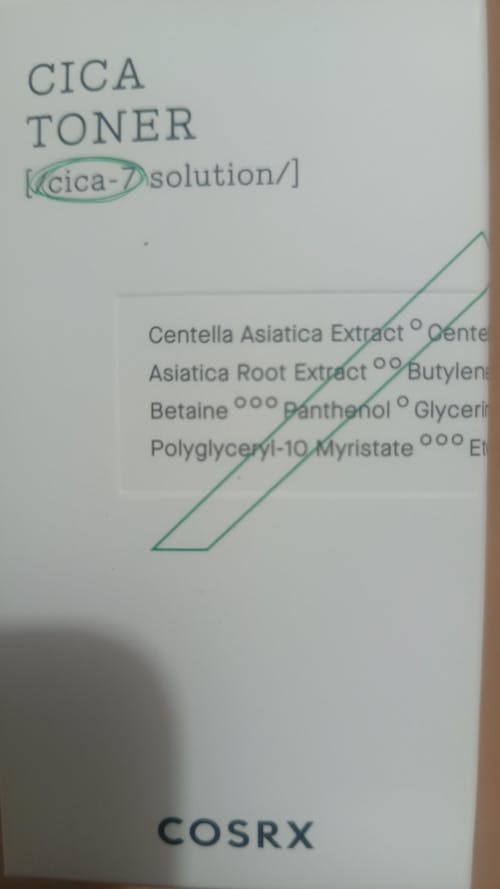 CICA
TONER
[/cica-7 solution/]
Centella Asiatica Extract °
Asiatica Root Extract °°
Betaine °°° Panthenol °
Polyglyceryl-10 Myristate °°°
COSRX